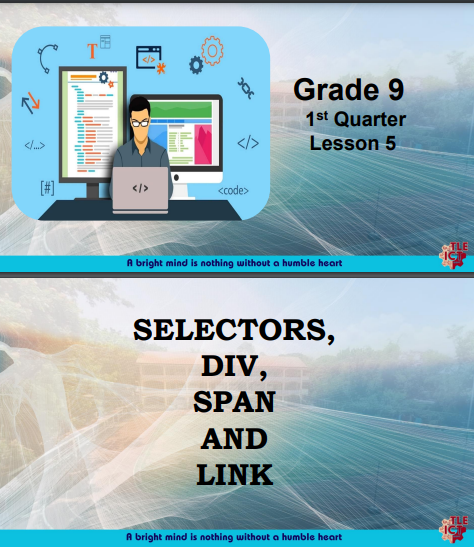 T
</...>
</>
</>
[#]
<code>
Grade 9
1st Quarter
Lesson 5
A bright mind is nothing without a humble heart
TLE
ICT
SELECTORS,
DIV,
SPAN
AND
LINK
A bright mind is nothing without a humble heart
TLE
ICT